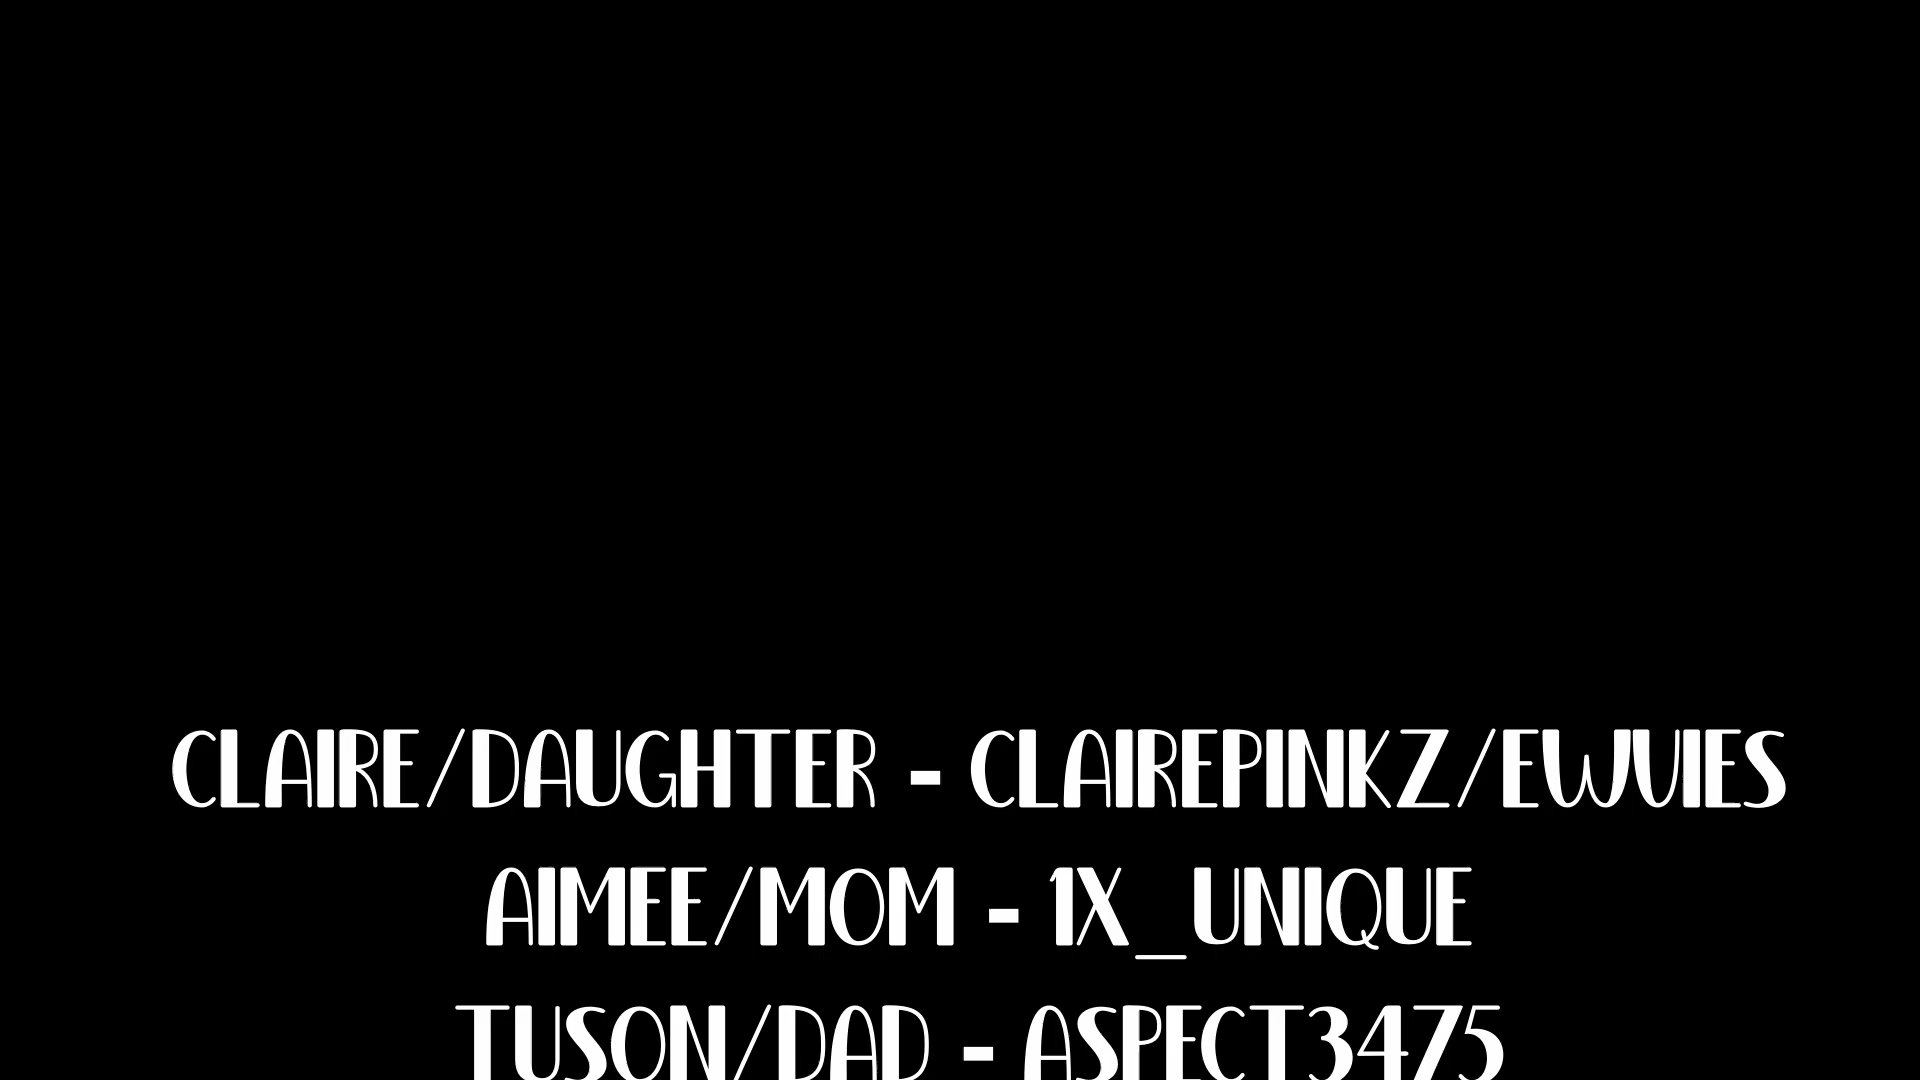 CLAIRE/DAUGHTER - CLAIREPINKZ/EWVIES
AIMEE/MOM - 1X_UNIQUE
TUSON/DAD - ASPECT3475